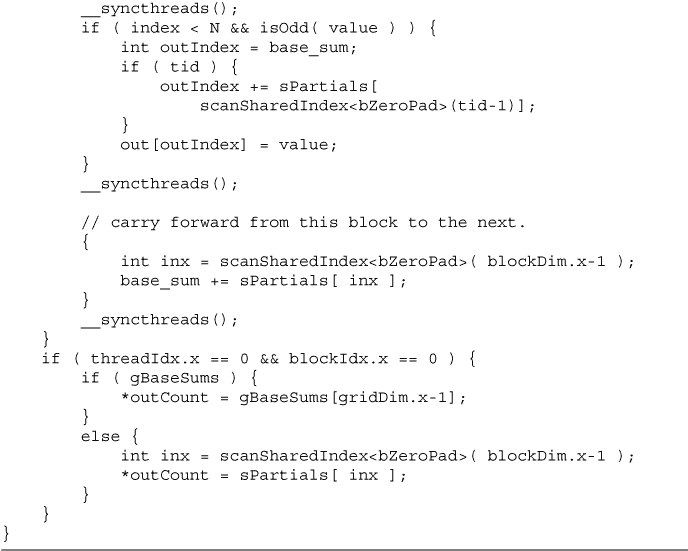 __syncthreads();
        if ( index < N && isOdd( value ) ) {
            int outIndex = base_sum;
            if ( tid ) {
                outIndex += sPartials[
                    scanSharedIndex<bZeroPad>(tid-1)];
            }
            out[outIndex] = value;
        }
        __syncthreads();

        // carry forward from this block to the next.
        {
            int inx = scanSharedIndex<bZeroPad>( blockDim.x-1 );
            base_sum += sPartials[ inx ];
        }
        __syncthreads();
    }
    if ( threadIdx.x == 0 && blockIdx.x == 0 ) {
        if ( gBaseSums ) {
            *outCount = gBaseSums[gridDim.x-1];
        }
        else {
            int inx = scanSharedIndex<bZeroPad>( blockDim.x-1 );
            *outCount = sPartials[ inx ];
        }
    }
}